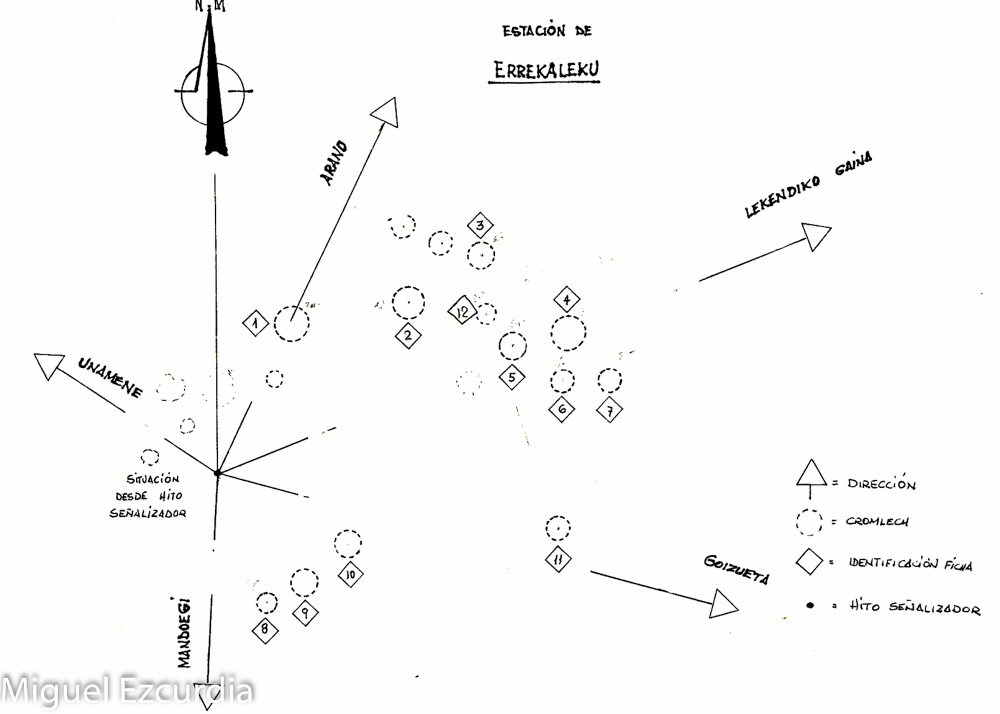 N M
ESTACIÓN DE
ERREKALEKU
ARANO
LEKENDIKO GAINA
3
4
1
12
2
5
6
7
UNAMENE
SITUACIÓN
DESDE HITO
SEÑALIZADOR
= DIRECCIÓN
= CROMLECH
= IDENTIFICACIÓN FICHA
= HITO SEÑALIZADOR
11
10
9
8
GOIZUETA
MANDOEGI
Miguel Ezcurdia